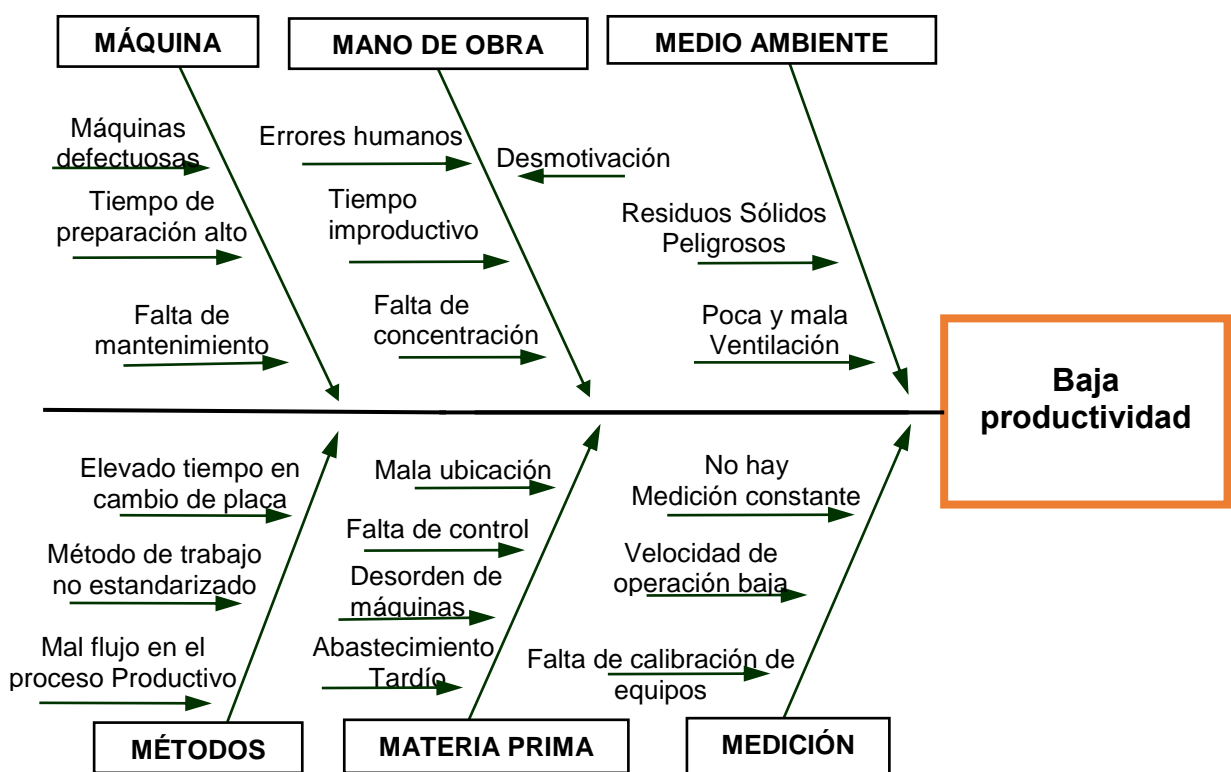 MÁQUINA
MANO DE OBRA
MEDIO AMBIENTE
Máquinas
defectuosas
Tiempo de
preparación alto
Falta de
mantenimiento
Errores humanos
Desmotivación
Tiempo
improductivo
Falta de
concentración
Residuos Sólidos
Peligrosos
Poca y mala
Ventilación
Baja
productividad
Elevado tiempo en
cambio de placa
Método de trabajo
no estandarizado
Mal flujo en el
proceso Productivo
Mala ubicación
Falta de control
Desorden de
máquinas
Abastecimiento
Tardío
No hay
Medición constante
Velocidad de
operación baja
Falta de calibración de
equipos
MÉTODOS
MATERIA PRIMA
MEDICIÓN